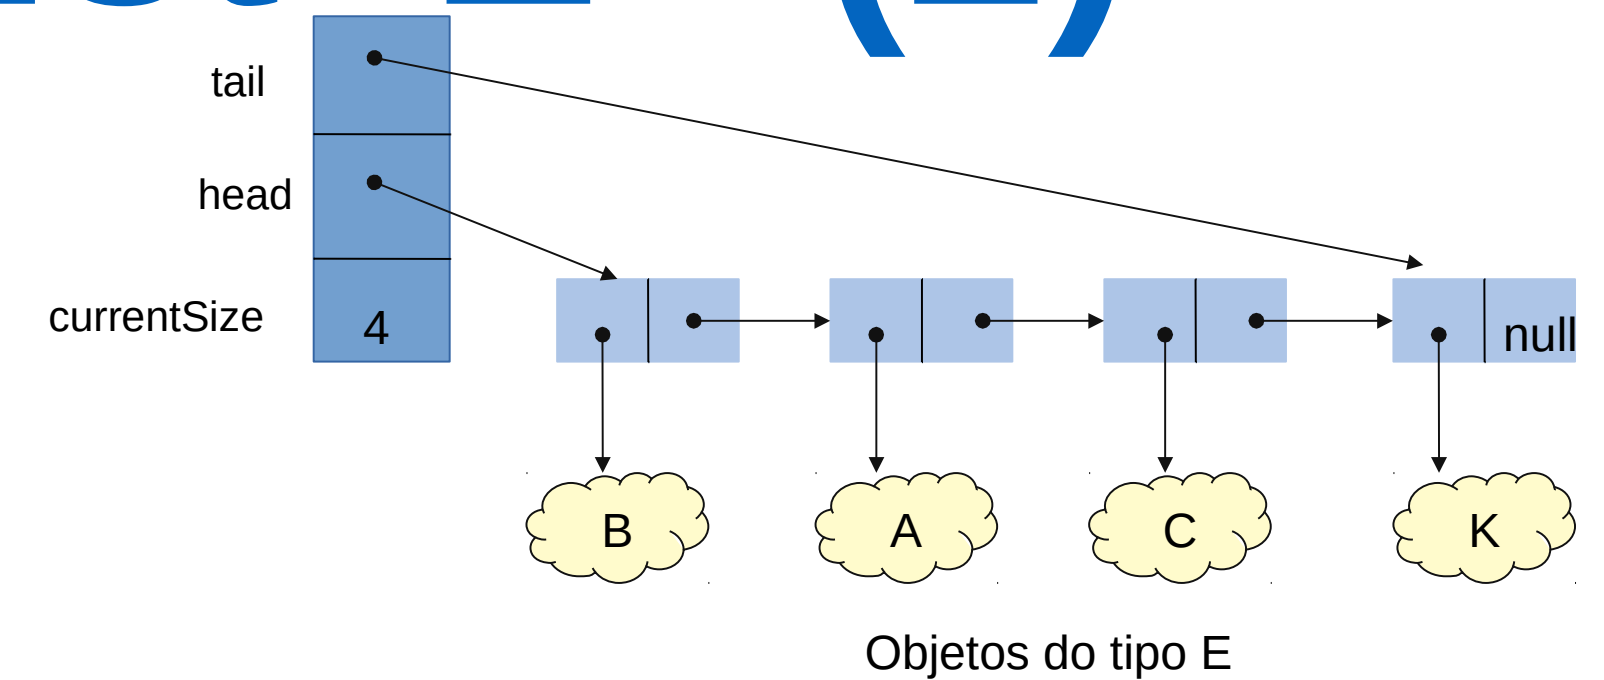 tail
head
currentSize
4
null
B
A
C
K
Objetos do tipo E